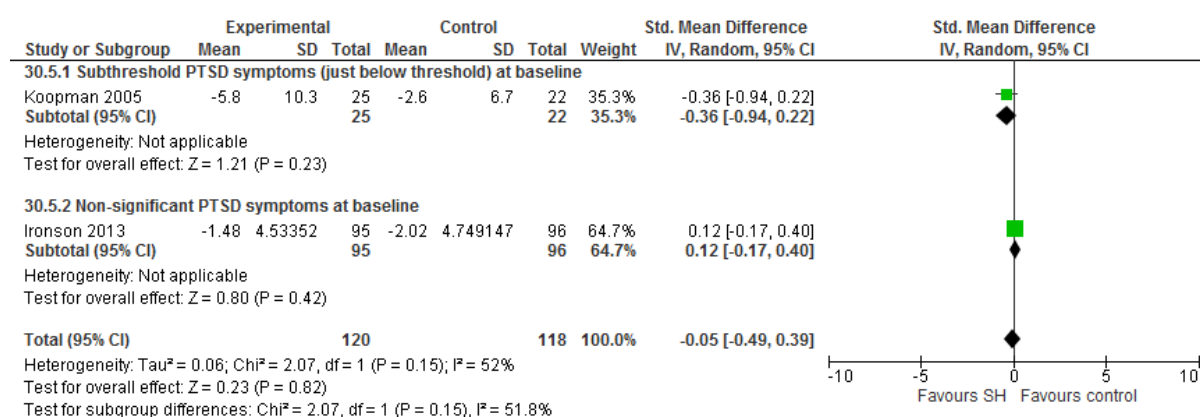 Experimental Control Std. Mean Difference Std. Mean Difference
Study or Subgroup Mean SD Total Mean SD Total Weight IV, Random, 95% CI IV, Random, 95% CI
30.5.1 Subthreshold PTSD symptoms (just below threshold) at baseline
Koopman 2005 -5.8 10.3 25 -2.6 6.7 22 35.3% -0.36 [-0.94, 0.22]
Subtotal (95% CI) 25 22 35.3% -0.36 [-0.94, 0.22]
Heterogeneity: Not applicable
Test for overall effect: Z = 1.21 (P = 0.23)
30.5.2 Non-significant PTSD symptoms at baseline
Ironson 2013 -1.48 4.53352 95 -2.02 4.749147 96 64.7% 0.12 [-0.17, 0.40]
Subtotal (95% CI) 95 96 64.7% 0.12 [-0.17, 0.40]
Heterogeneity: Not applicable
Test for overall effect: Z = 0.80 (P = 0.42)
Total (95% CI) 120 118 100.0% -0.05 [-0.49, 0.39]
Heterogeneity: Tau² = 0.06; Chi² = 2.07, df = 1 (P = 0.15); I² = 52%
Test for overall effect: Z = 0.23 (P = 0.82)
Test for subgroup differences: Chi² = 2.07, df = 1 (P = 0.15), I² = 51.8%
-10 -5 0 5 10
Favours SH Favours control